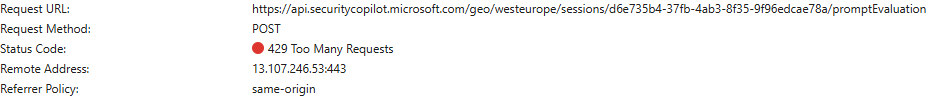 Request URL: https://api.securitycopilot.microsoft.com/geo/westeurope/sessions/d6e735b4-37fb-4ab3-8f35-9f96edcae78a/promptEvaluation
Request Method: POST
Status Code: 429 Too Many Requests
Remote Address: 13.107.246.53:443
Referrer Policy: same-origin